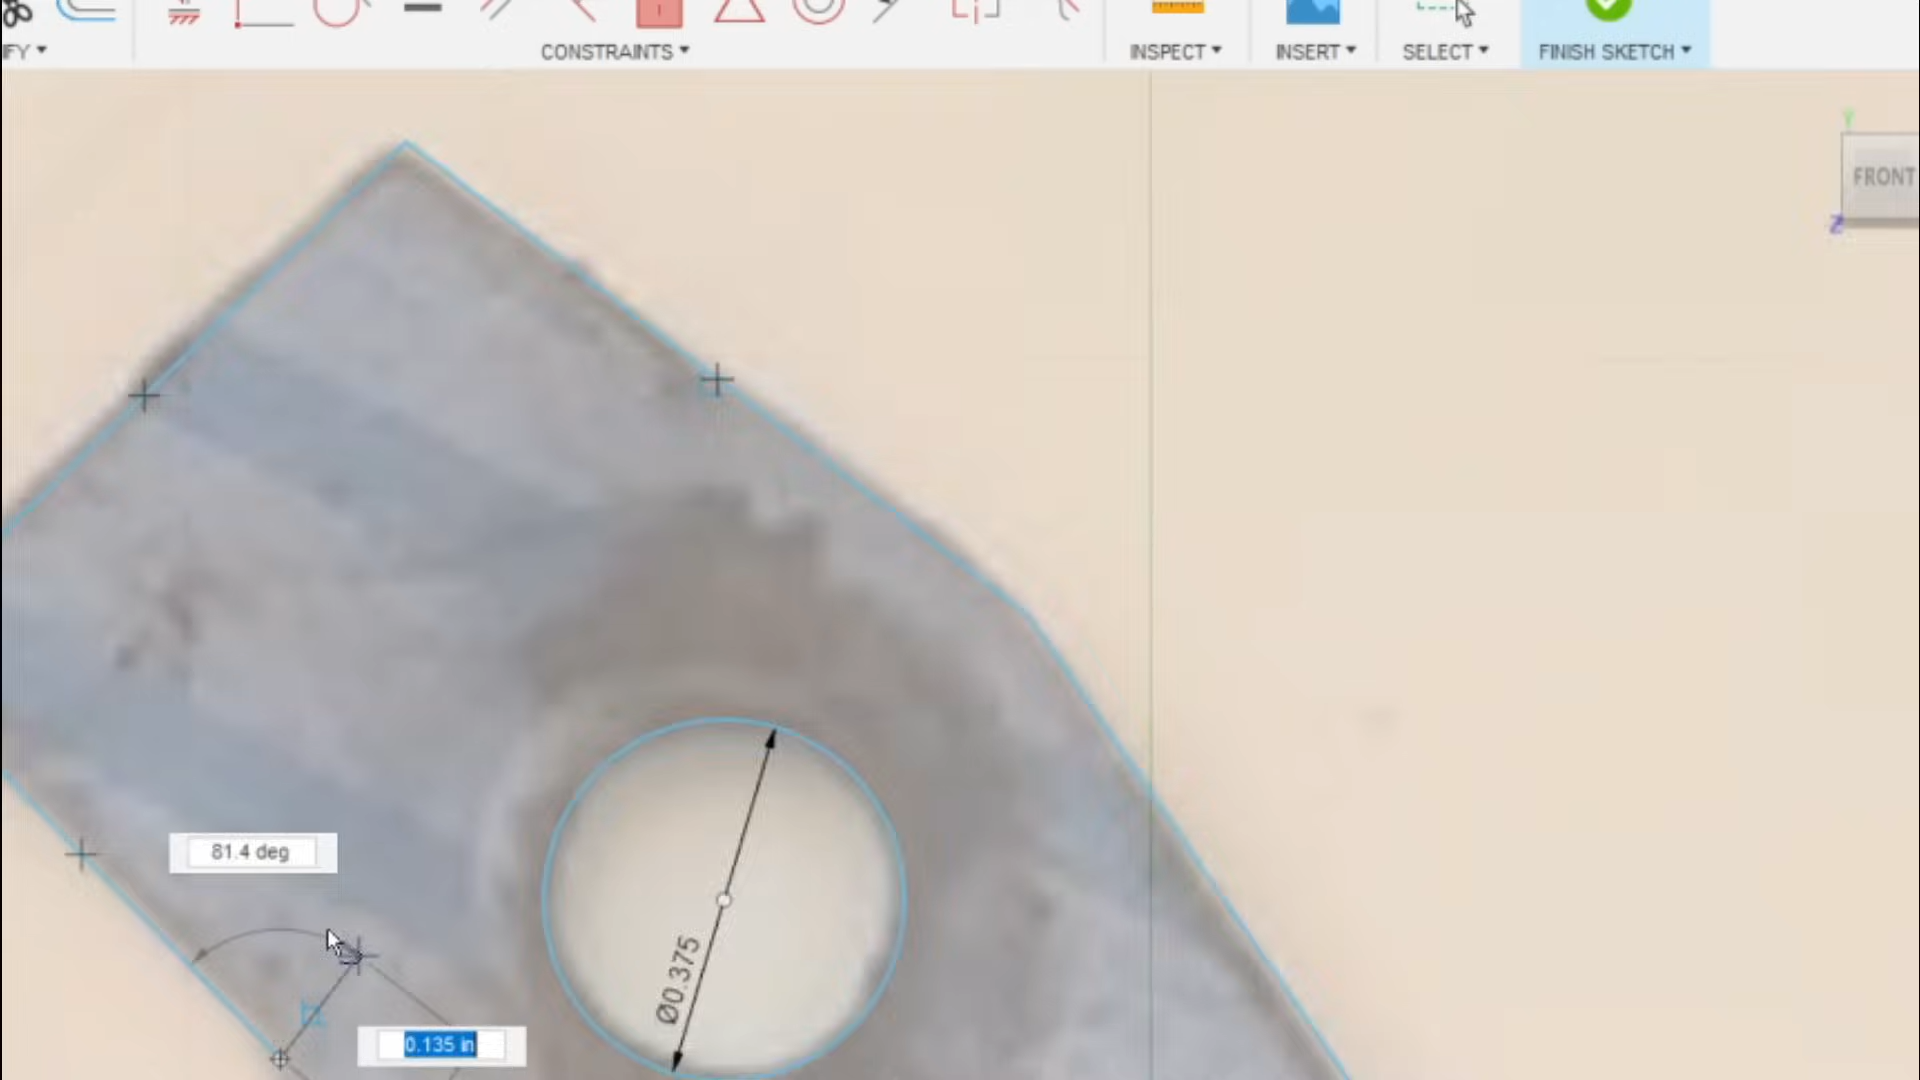 IFY
CONSTRAINTS
INSPECT
INSERT
SELECT
FINISH SKETCH
Y
FRONT
Z
81.4 deg
Ø0.375
0.135 in